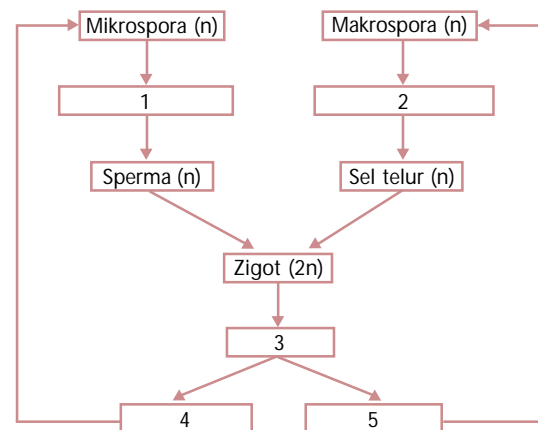 Mikrospora (n)
Makrospora (n)
1
2
Sperma (n)
Sel telur (n)
Zigot (2n)
3
4
5